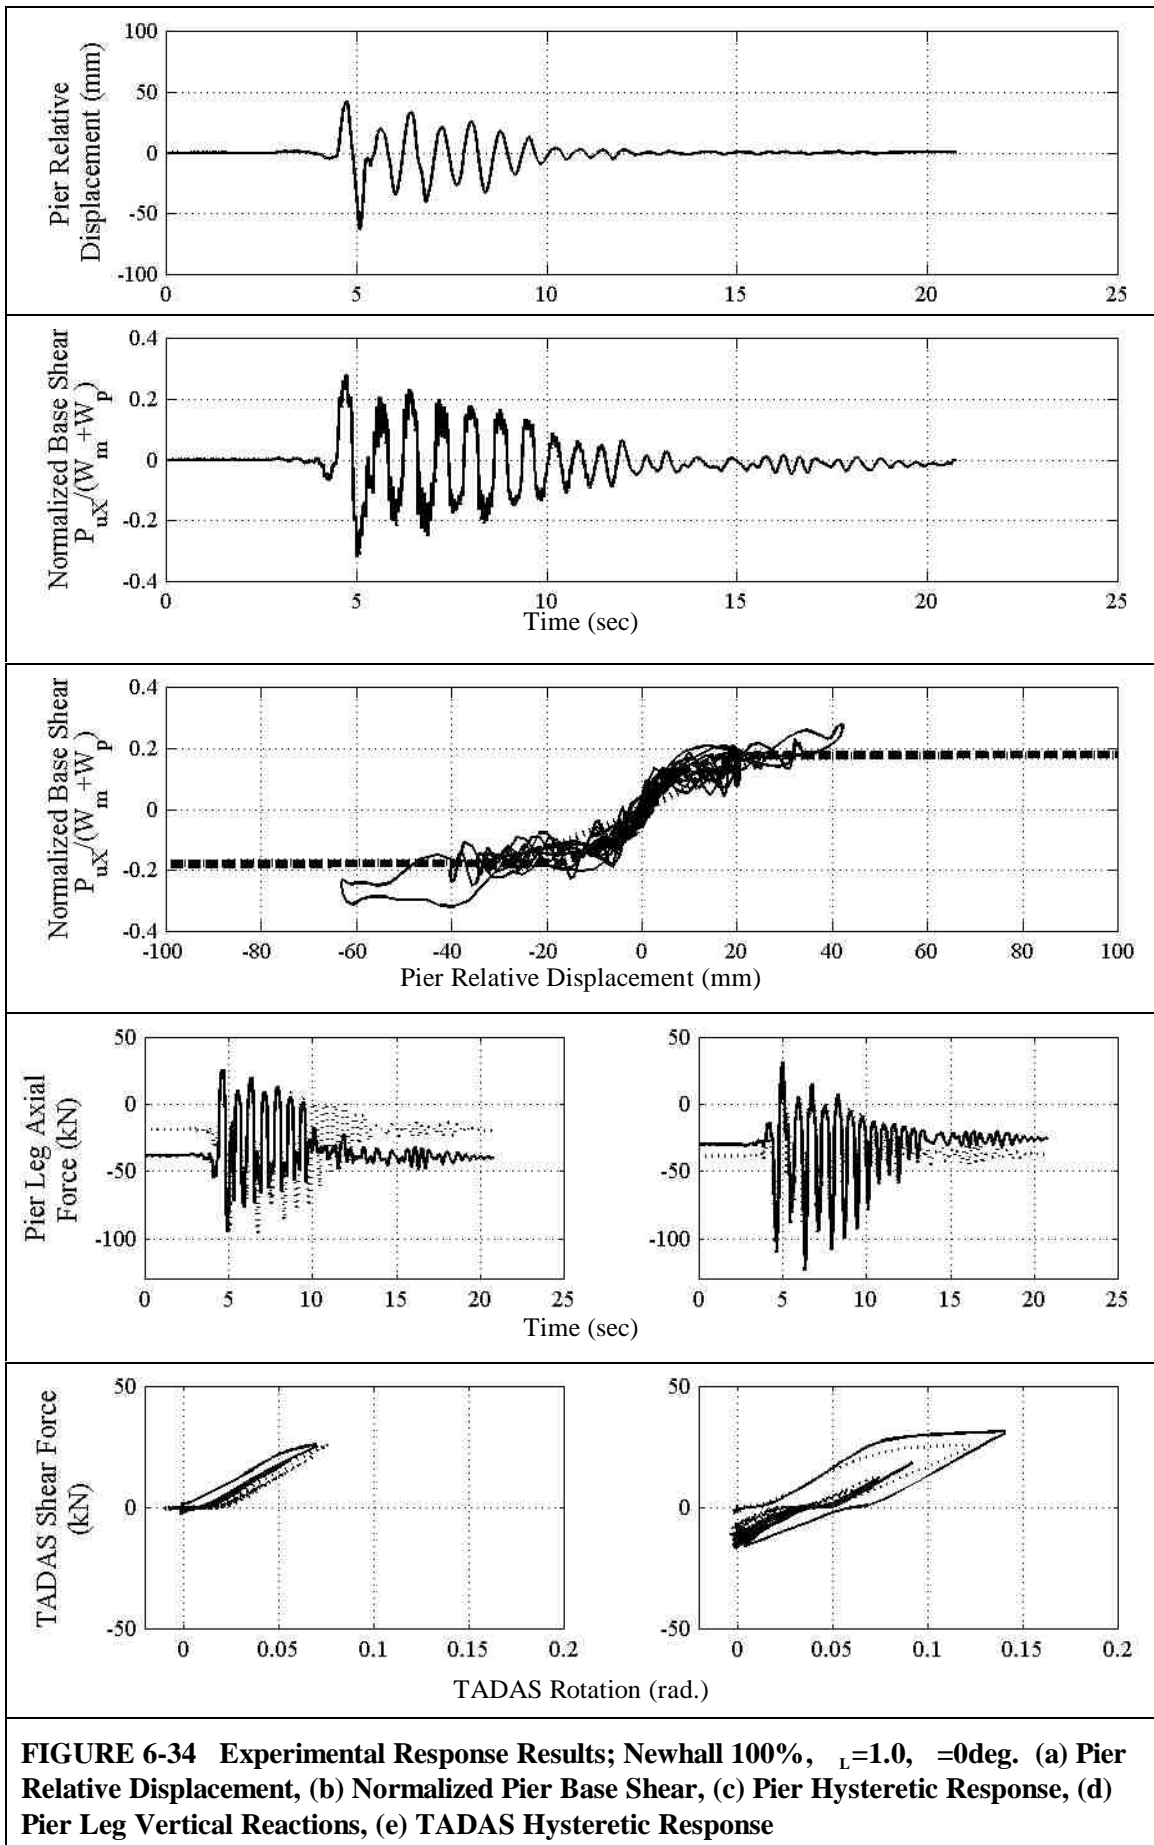 Pier Relative
Displacement (mm)
100
50
0
-50
-100
0 5 10 15 20 25
Normalized Base Shear
P_uX/(W_m+W_p)
0.4
0.2
0
-0.2
-0.4
0 5 10 15 20 25
Time (sec)
Normalized Base Shear
P_uX/(W_m+W_p)
0.4
0.2
0
-0.2
-0.4
-100 -80 -60 -40 -20 0 20 40 60 80 100
Pier Relative Displacement (mm)
Pier Leg Axial
Force (kN)
50
0
-50
-100
0 5 10 15 20 25
50
0
-50
-100
0 5 10 15 20 25
Time (sec)
TADAS Shear Force
(kN)
50
0
-50
0 0.05 0.1 0.15 0.2
50
0
-50
0 0.05 0.1 0.15 0.2
TADAS Rotation (rad.)
FIGURE 6-34 Experimental Response Results; Newhall 100%, L=1.0, =0deg. (a) Pier
Relative Displacement, (b) Normalized Pier Base Shear, (c) Pier Hysteretic Response, (d)
Pier Leg Vertical Reactions, (e) TADAS Hysteretic Response